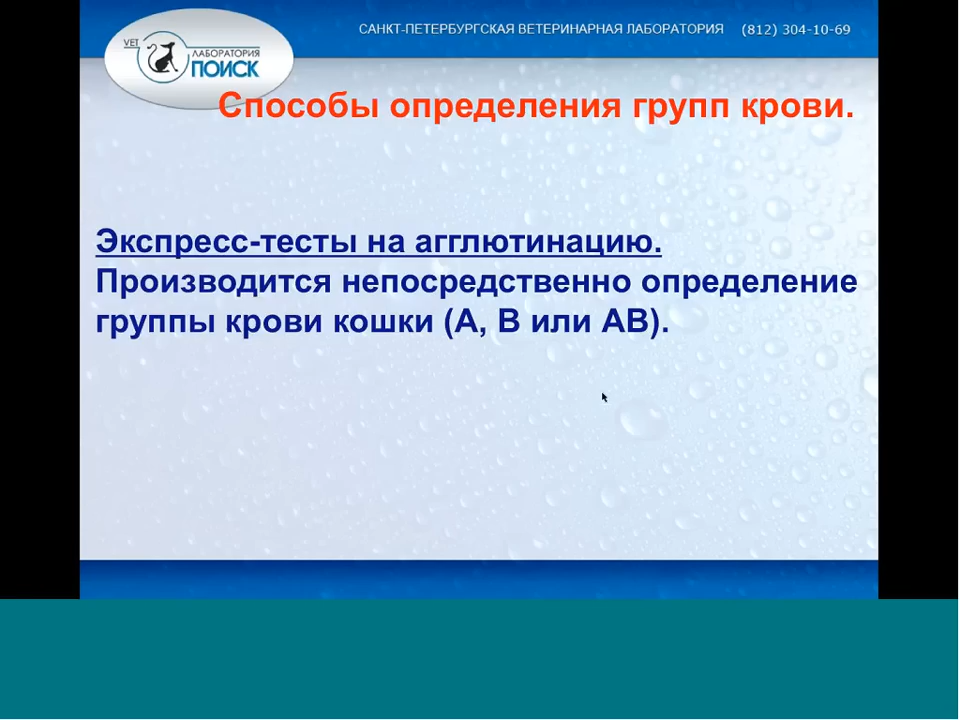 САНКТ-ПЕТЕРБУРГСКАЯ ВЕТЕРИНАРНАЯ ЛАБОРАТОРИЯ (812) 304-10-69
VET ЛАБОРАТОРИЯ
ПОИСК
Способы определения групп крови.
Экспресс-тесты на агглютинацию.
Производится непосредственно определение
группы крови кошки (А, В или АВ).